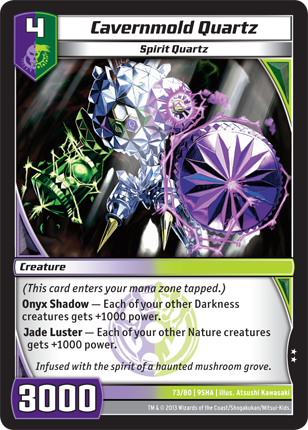 4
Cavernmold Quartz
Spirit Quartz
Creature
(This card enters your mana zone tapped.)
Onyx Shadow — Each of your other Darkness
creatures gets +1000 power.
Jade Luster — Each of your other Nature creatures
gets +1000 power.
Infused with the spirit of a haunted mushroom grove.
3000
73/80 | 9SHA | illus. Atsushi Kawasaki
TM & © 2013 Wizards of the Coast/Shogakukan/Mitsui-Kids.